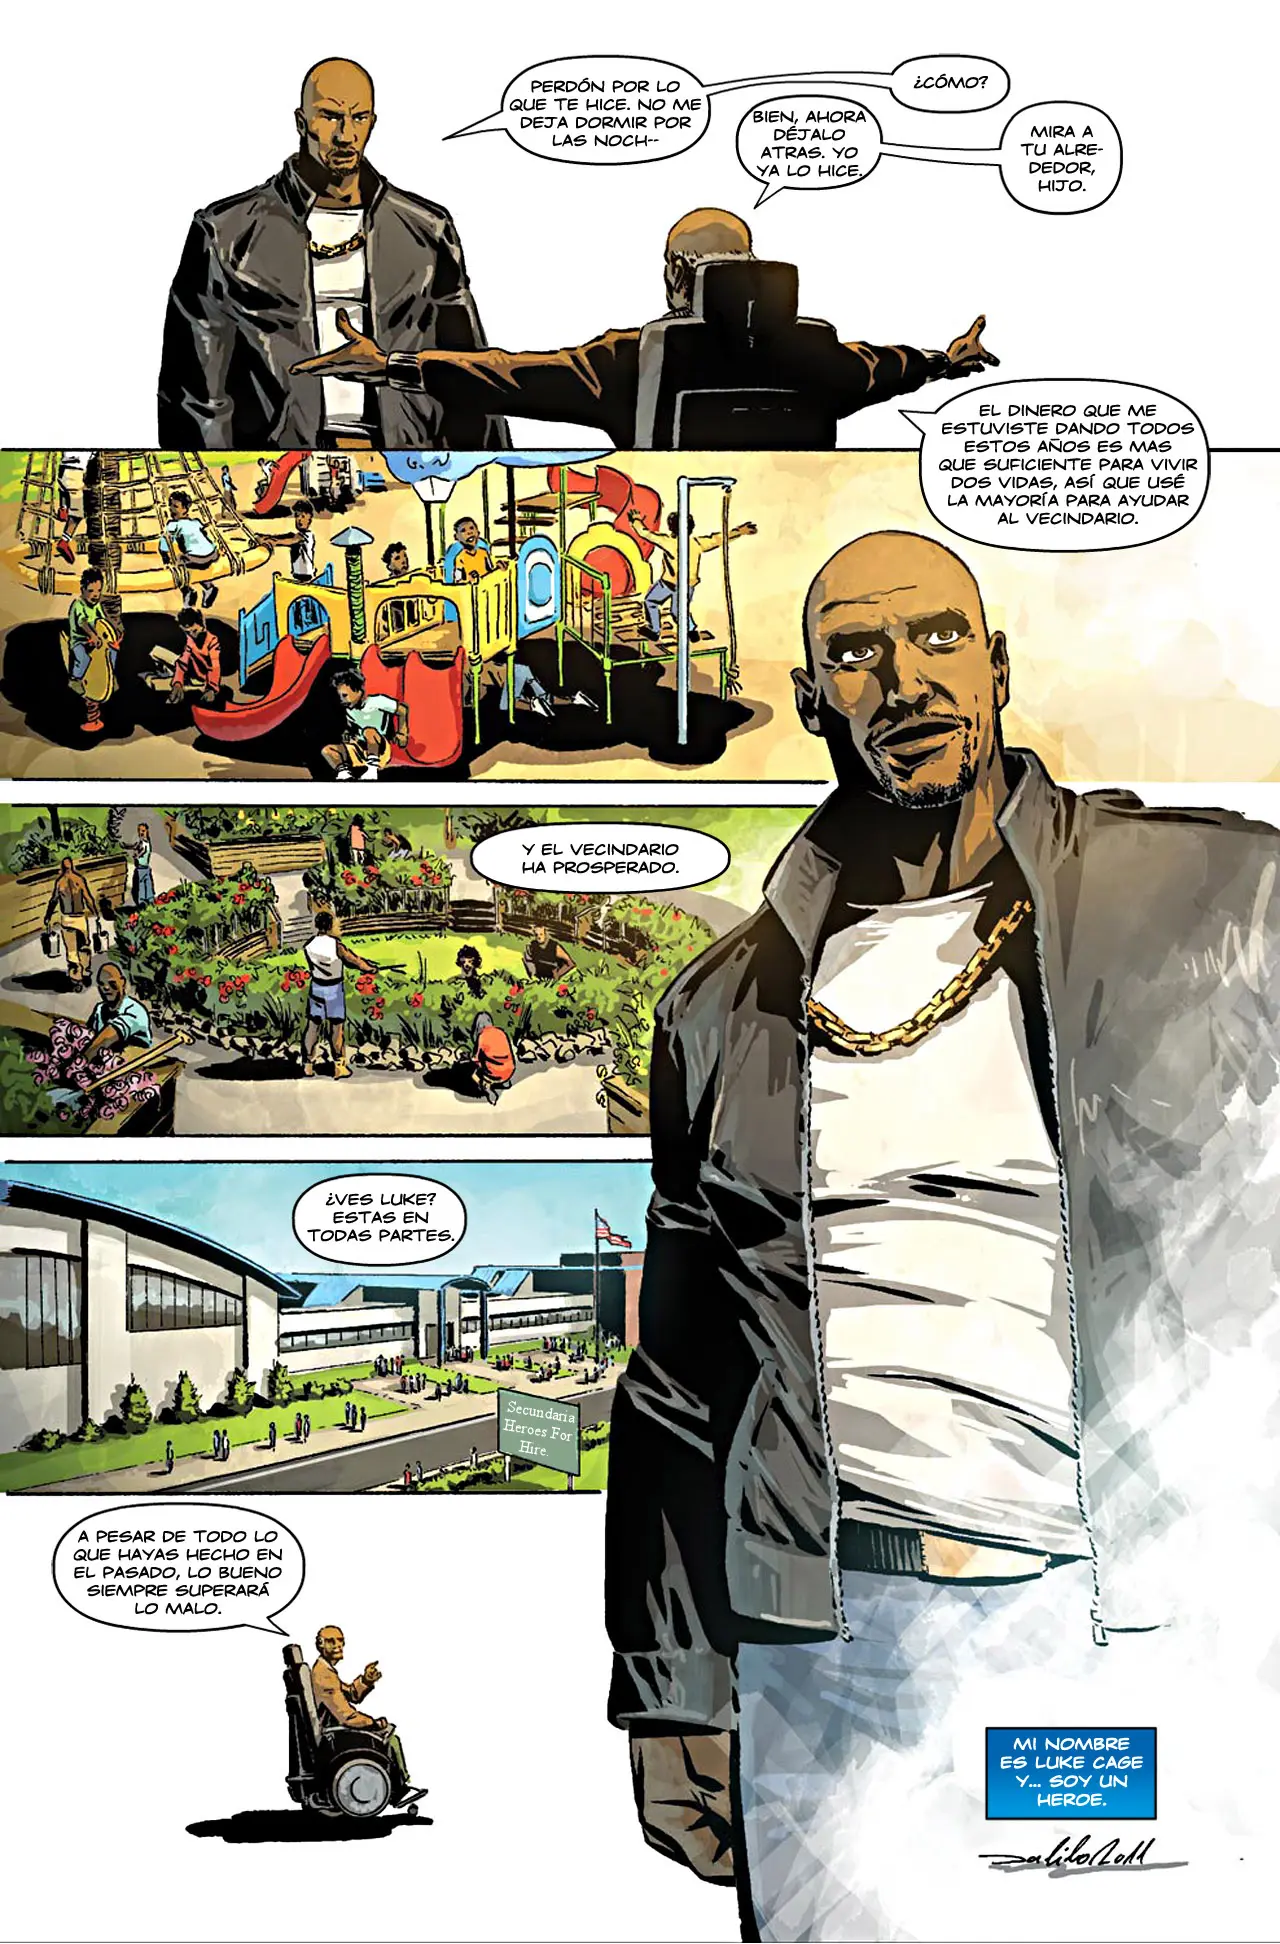 PERDÓN POR LO
QUE TE HICE. NO ME
DEJA DORMIR POR
LAS NOCH--
¿CÓMO?
BIEN, AHORA
DÉJALO
ATRAS. YO
YA LO HICE.
MIRA A
TU ALRE-
DEDOR,
HIJO.
EL DINERO QUE ME
ESTUVISTE DANDO TODOS
ESTOS AÑOS ES MAS
QUE SUFICIENTE PARA VIVIR
DOS VIDAS, ASÍ QUE USÉ
LA MAYORÍA PARA AYUDAR
AL VECINDARIO.
Y EL VECINDARIO
HA PROSPERADO.
¿VES LUKE?
ESTAS EN
TODAS PARTES.
Secundaria
Heroes For
Hire.
A PESAR DE TODO LO
QUE HAYAS HECHO EN
EL PASADO, LO BUENO
SIEMPRE SUPERARÁ
LO MALO.
MI NOMBRE
ES LUKE CAGE
Y... SOY UN
HEROE.